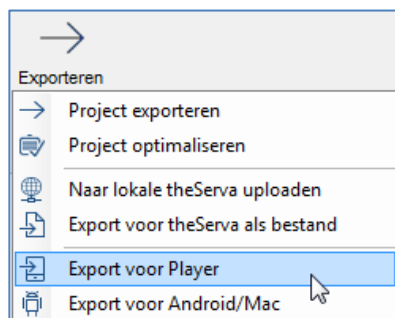 Exporteren
Project exporteren
Project optimaliseren
Naar lokale theServa uploaden
Export voor theServa als bestand
Export voor Player
Export voor Android/Mac